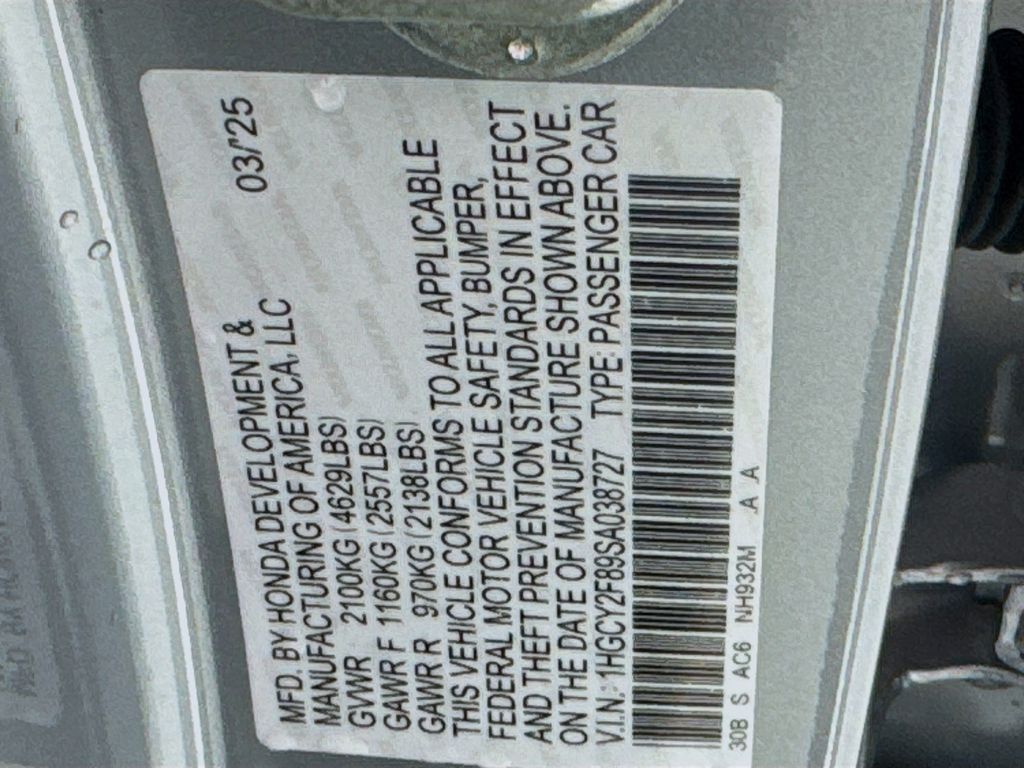 MFD. BY HONDA DEVELOPMENT & 03/'25
MANUFACTURING OF AMERICA, LLC
GVWR 2100KG (4629LBS)
GAWR F 1160KG (2557LBS)
GAWR R 970KG (2138LBS)
THIS VEHICLE CONFORMS TO ALL APPLICABLE
FEDERAL MOTOR VEHICLE SAFETY, BUMPER,
AND THEFT PREVENTION STANDARDS IN EFFECT
ON THE DATE OF MANUFACTURE SHOWN ABOVE.
V.I.N.: 1HGCY2F89SA038727 TYPE: PASSENGER CAR
30B S AC6 NH932M A A